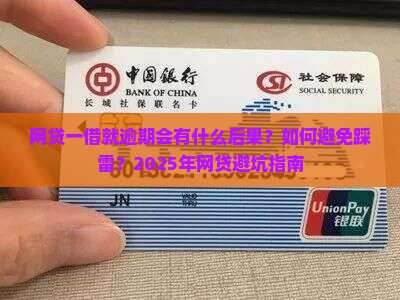 中国银行
BANK OF CHINA
长城 社保联名卡
社会保障
SOCIAL SECURITY
网贷一借就逾期会有什么后果？如何避免踩
雷？2025年网贷避坑指南
JN
UnionPay
银联